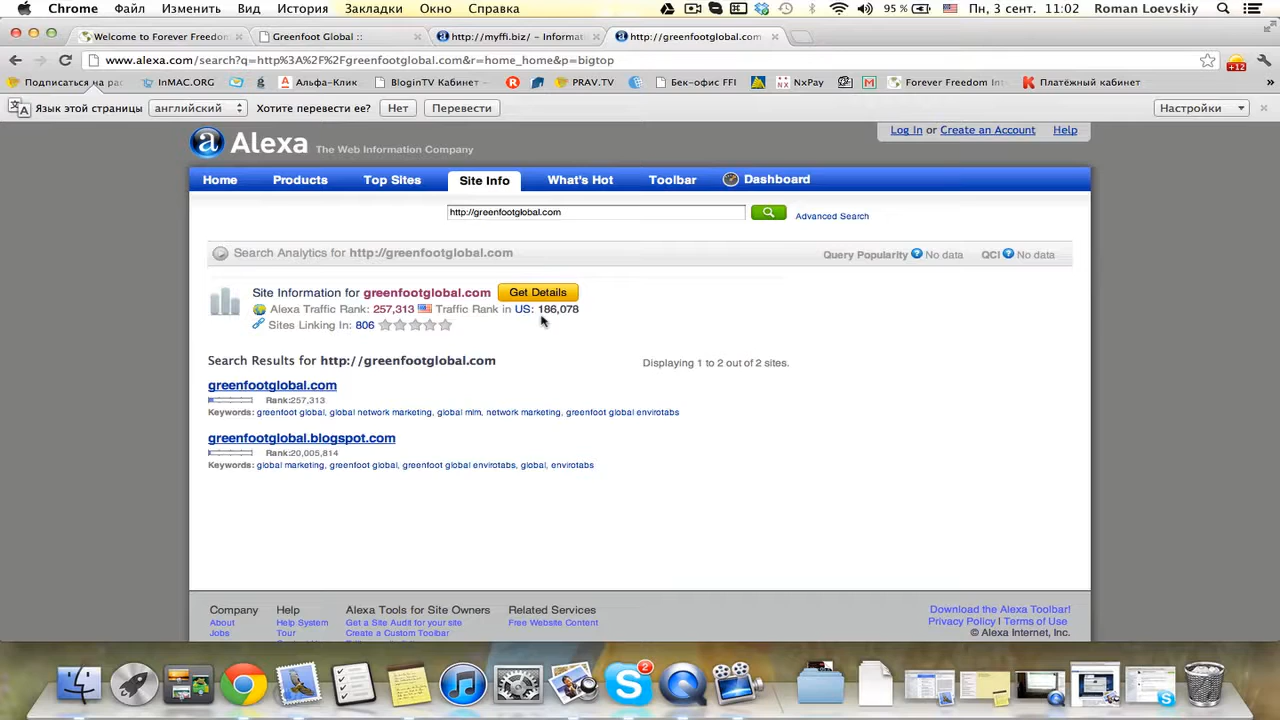 Chrome Файл Изменить Вид История Закладки Окно Справка 95 % Пн, 3 сент. 11:02 Roman Loevskiy
Welcome to Forever Freedom Greenfoot Global :: http://myffi.biz/ – Informati http://greenfootglobal.com
www.alexa.com/search?q=http%3A%2F%2Fgreenfootglobal.com&r=home_home&p=bigtop +12
Подписаться на рас InMAC.ORG Альфа-Клик BloginTV Кабинет PRAV.TV Бек-офис FFI NxPay Forever Freedom Inte Платёжный кабинет »
Язык этой страницы английский Хотите перевести ее? Нет Перевести Настройки
Log In or Create an Account Help
a Alexa The Web Information Company
Home Products Top Sites Site Info What's Hot Toolbar Dashboard
http://greenfootglobal.com Advanced Search
Search Analytics for http://greenfootglobal.com Query Popularity ? No data QCI ? No data
Site Information for greenfootglobal.com Get Details
Alexa Traffic Rank: 257,313 Traffic Rank in US: 186,078
Sites Linking In: 806
Search Results for http://greenfootglobal.com Displaying 1 to 2 out of 2 sites.
greenfootglobal.com
Rank:257,313
Keywords: greenfoot global, global network marketing, global mlm, network marketing, greenfoot global envirotabs
greenfootglobal.blogspot.com
Rank:20,005,814
Keywords: global marketing, greenfoot global, greenfoot global envirotabs, global, envirotabs
Company Help Alexa Tools for Site Owners Related Services Download the Alexa Toolbar!
About Help System Get a Site Audit for your site Free Website Content Privacy Policy | Terms of Use
Jobs Tour Create a Custom Toolbar © Alexa Internet, Inc.
2